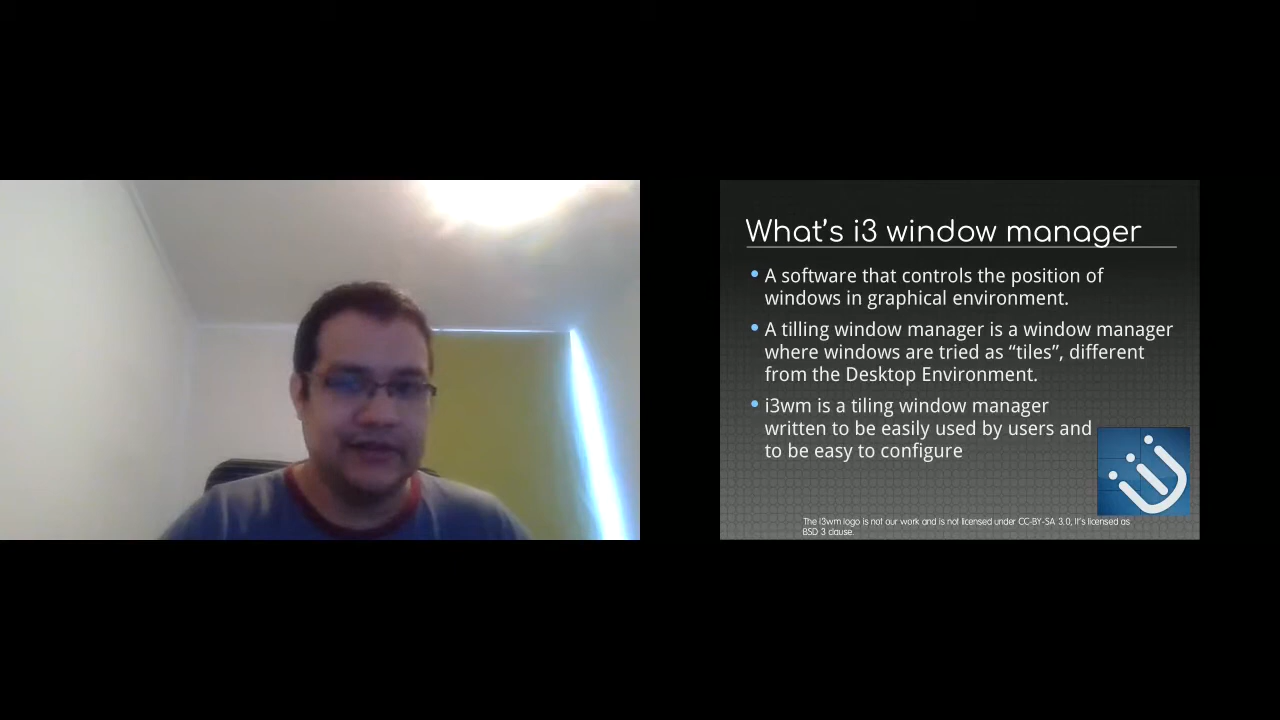 What's i3 window manager
A software that controls the position of
windows in graphical environment.
A tilling window manager is a window manager
where windows are tried as “tiles”, different
from the Desktop Environment.
i3wm is a tiling window manager
written to be easily used by users and
to be easy to configure
The i3wm logo is not our work and is not licensed under CC-BY-SA 3.0, it's licensed as
BSD 3 clause.